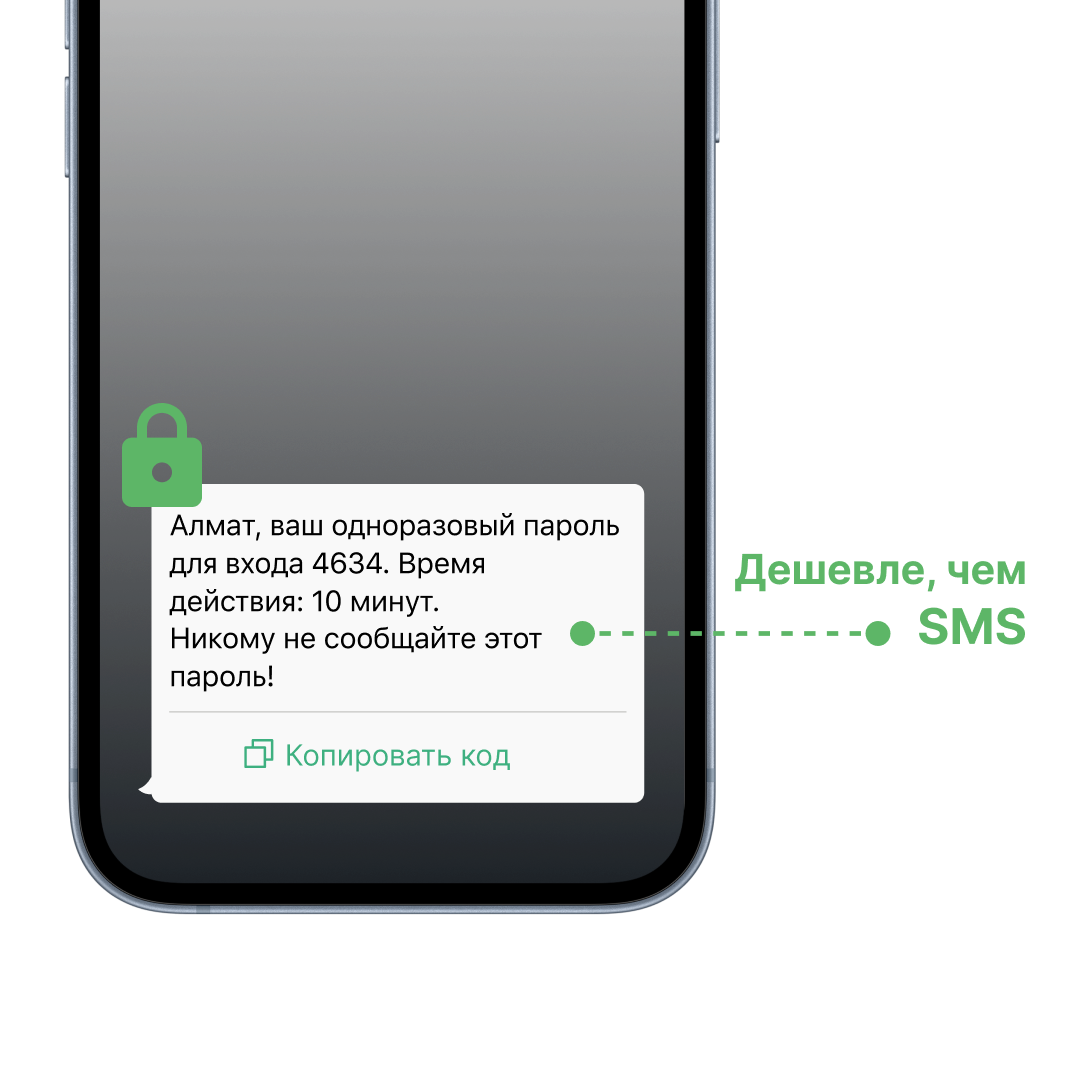 Алмат, ваш одноразовый пароль
для входа 4634. Время
действия: 10 минут.
Никому не сообщайте этот
пароль!
Копировать код
Дешевле, чем
SMS